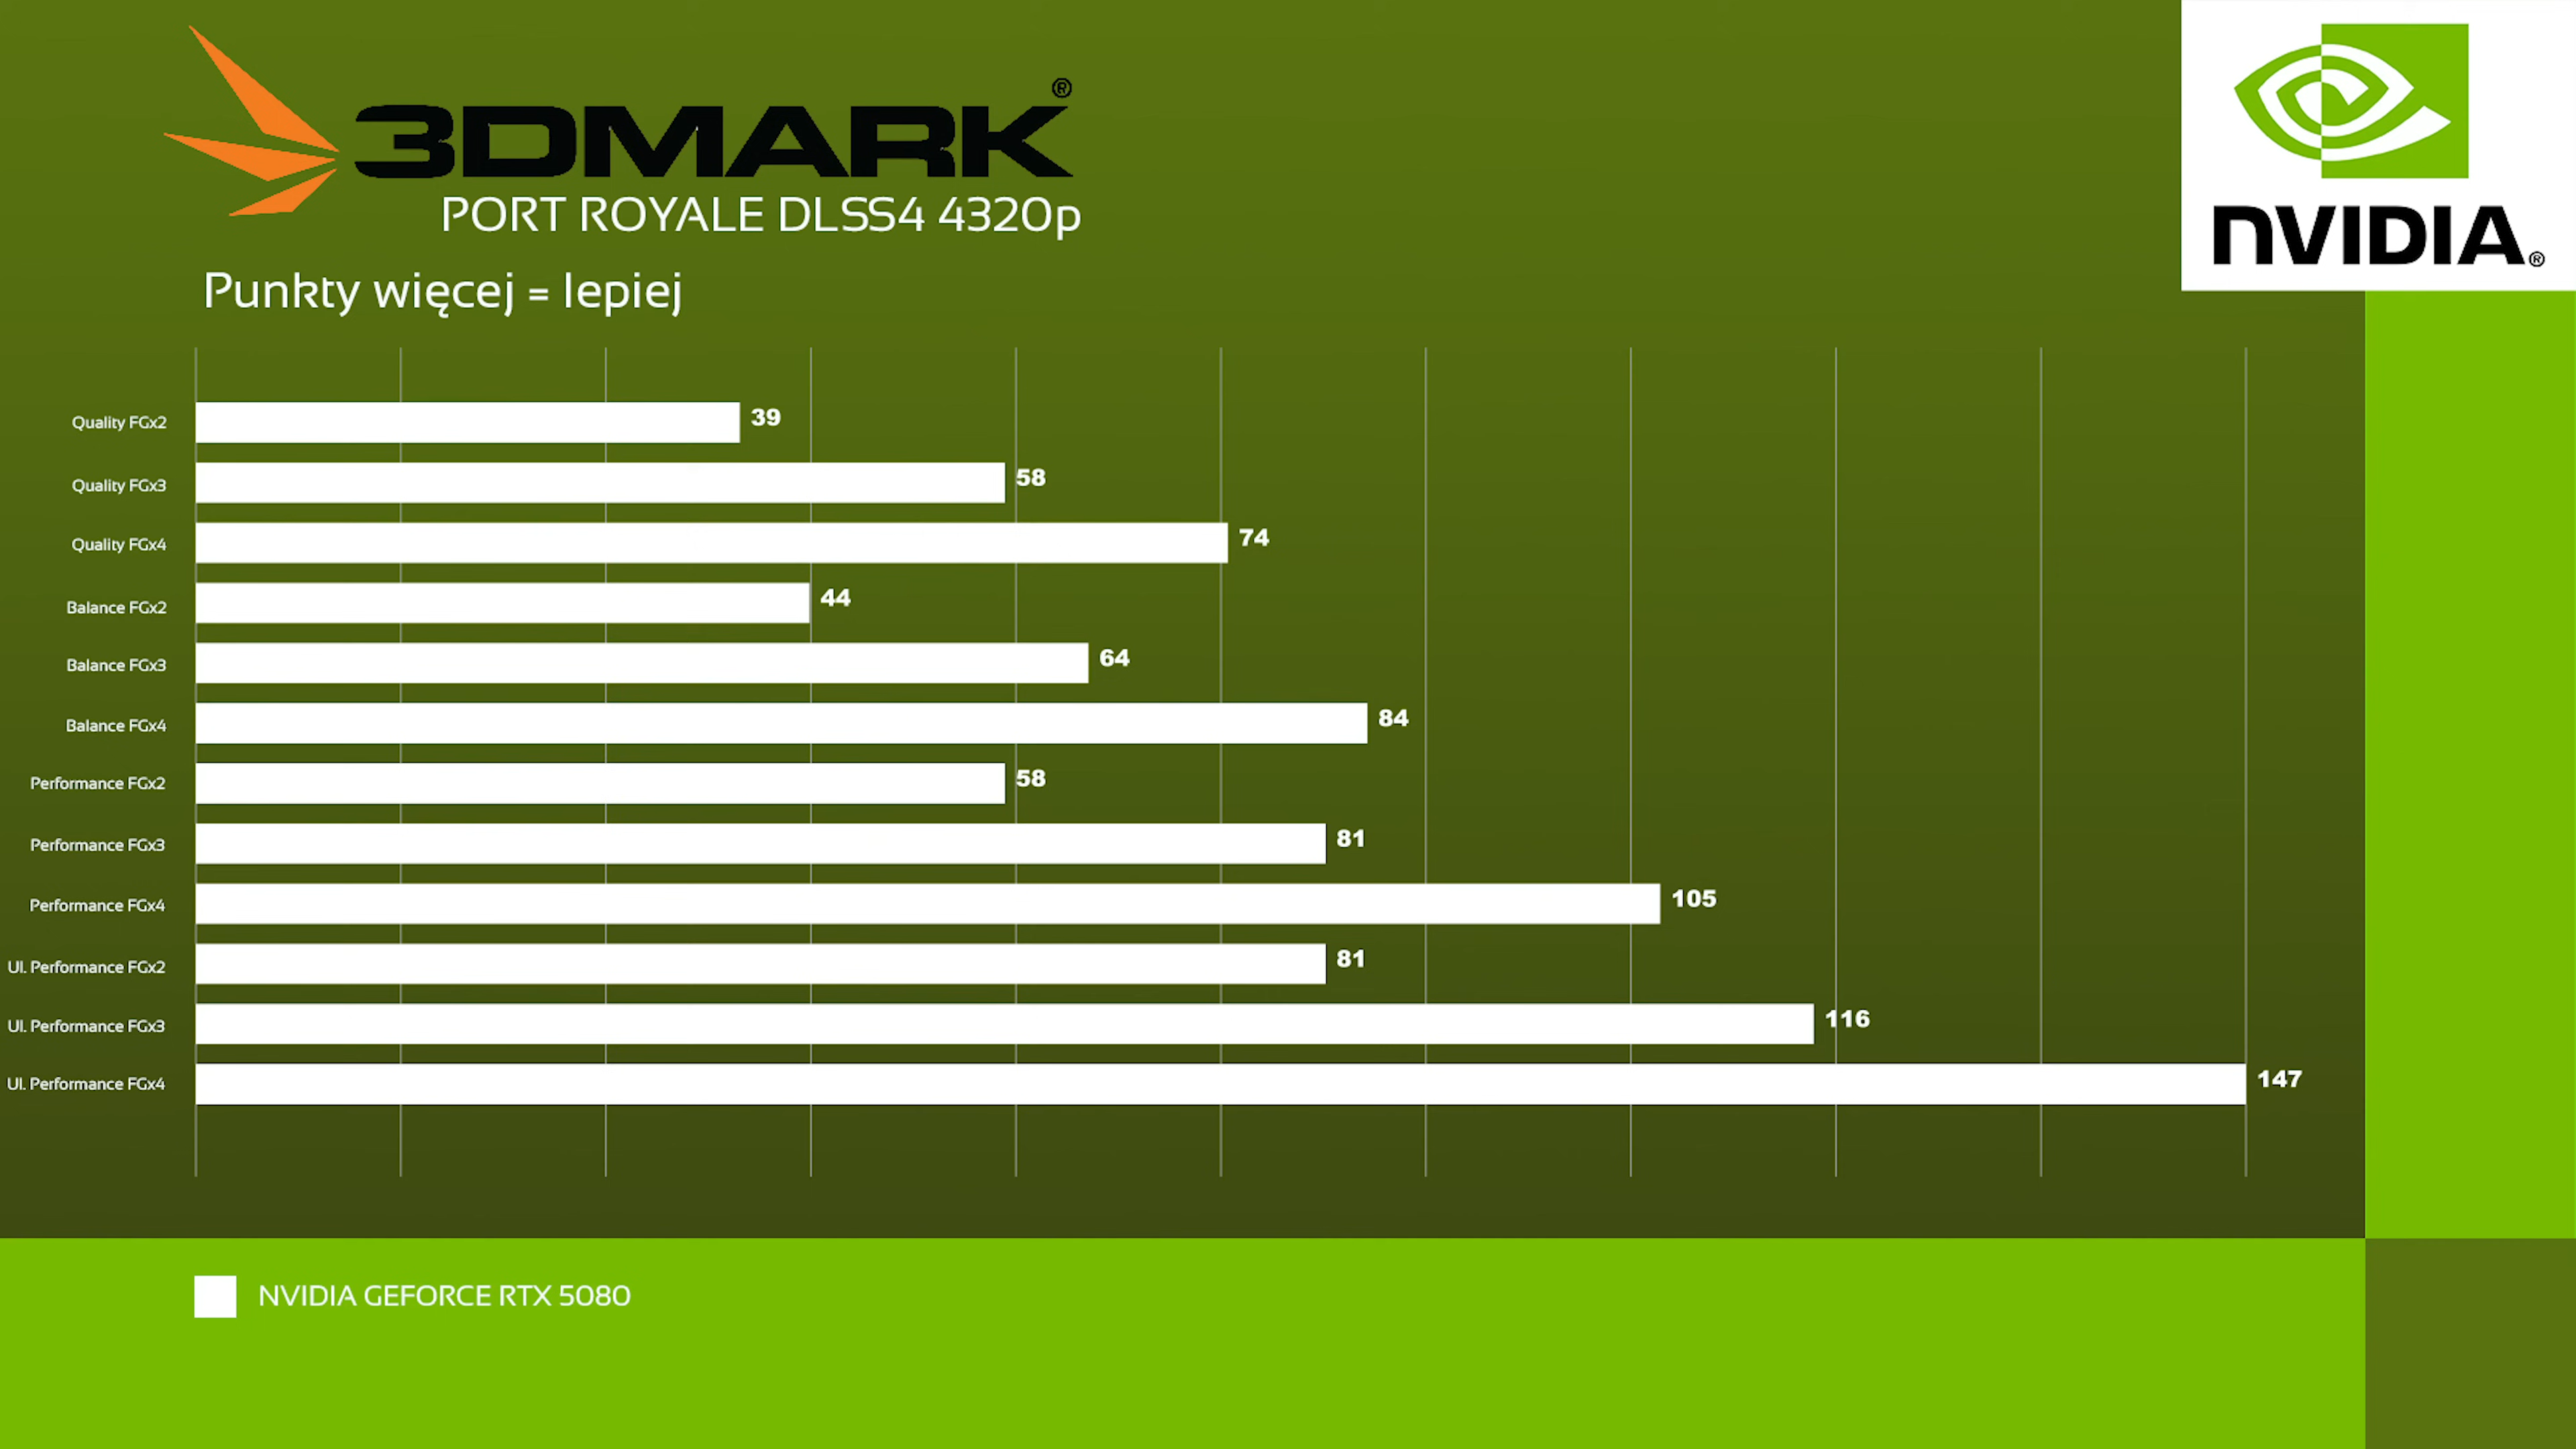 3DMARK®
PORT ROYALE DLSS4 4320p
NVIDIA®
Punkty więcej = lepiej
Quality FGx2 39
Quality FGx3 58
Quality FGx4 74
Balance FGx2 44
Balance FGx3 64
Balance FGx4 84
Performance FGx2 58
Performance FGx3 81
Performance FGx4 105
Ul. Performance FGx2 81
Ul. Performance FGx3 116
Ul. Performance FGx4 147
NVIDIA GEFORCE RTX 5080